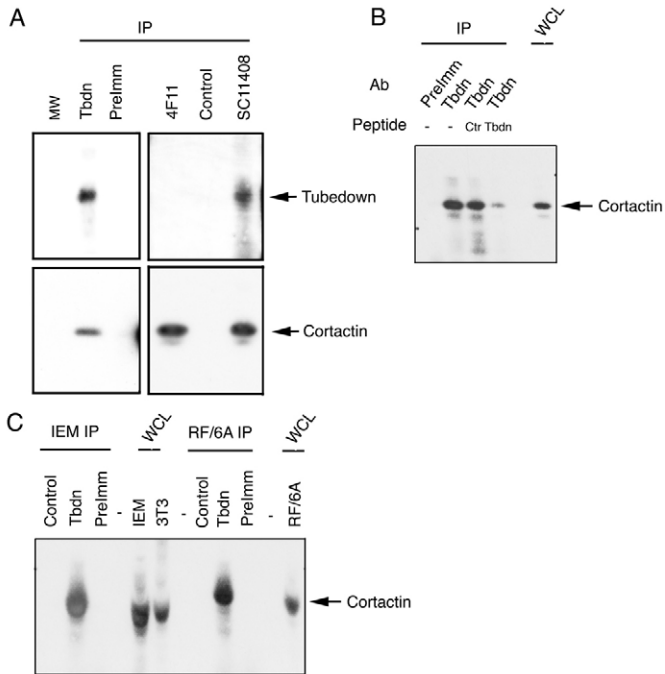 A
IP
MW Tbdn PreImm 4F11 Control SC11408
Tubedown
Cortactin
B
IP WCL
Ab PreImm Tbdn Tbdn Tbdn
Peptide - - Ctr Tbdn
Cortactin
C
IEM IP WCL RF/6A IP WCL
Control Tbdn PreImm - IEM 3T3 - Control Tbdn PreImm - RF/6A
Cortactin